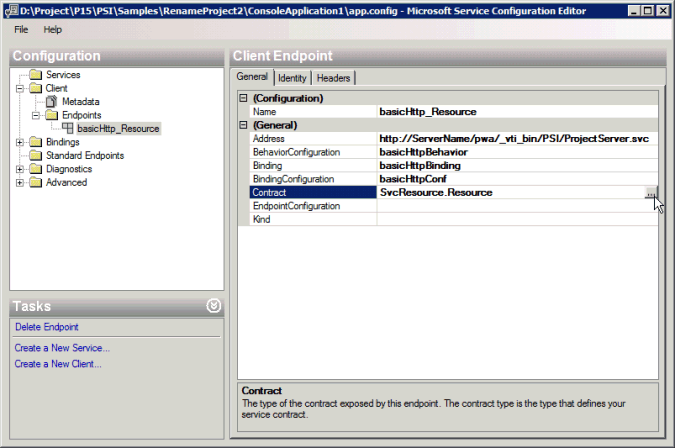 D:\Project\P15\PSI\Samples\RenameProject2\ConsoleApplication1\app.config - Microsoft Service Configuration Editor
File Help
Configuration
Services
Client
Metadata
Endpoints
basicHttp_Resource
Bindings
Standard Endpoints
Diagnostics
Advanced
Tasks
Delete Endpoint
Create a New Service...
Create a New Client...
Client Endpoint
General Identity Headers
(Configuration)
Name basicHttp_Resource
(General)
Address http://ServerName/pwa/_vti_bin/PSI/ProjectServer.svc
BehaviorConfiguration basicHttpBehavior
Binding basicHttpBinding
BindingConfiguration basicHttpConf
Contract SvcResource.Resource ...
EndpointConfiguration
Kind
Contract
The type of the contract exposed by this endpoint. The contract type is the type that defines your
service contract.